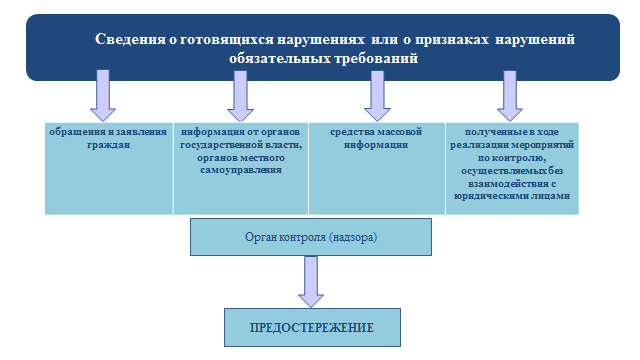 Сведения о готовящихся нарушениях или о признаках нарушений
обязательных требований
обращения и заявления
граждан
информация от органов
государственной власти,
органов местного
самоуправления
средства массовой
информации
полученные в ходе
реализации мероприятий
по контролю,
осуществляемых без
взаимодействия с
юридическими лицами
Орган контроля (надзора)
ПРЕДОСТЕРЕЖЕНИЕ